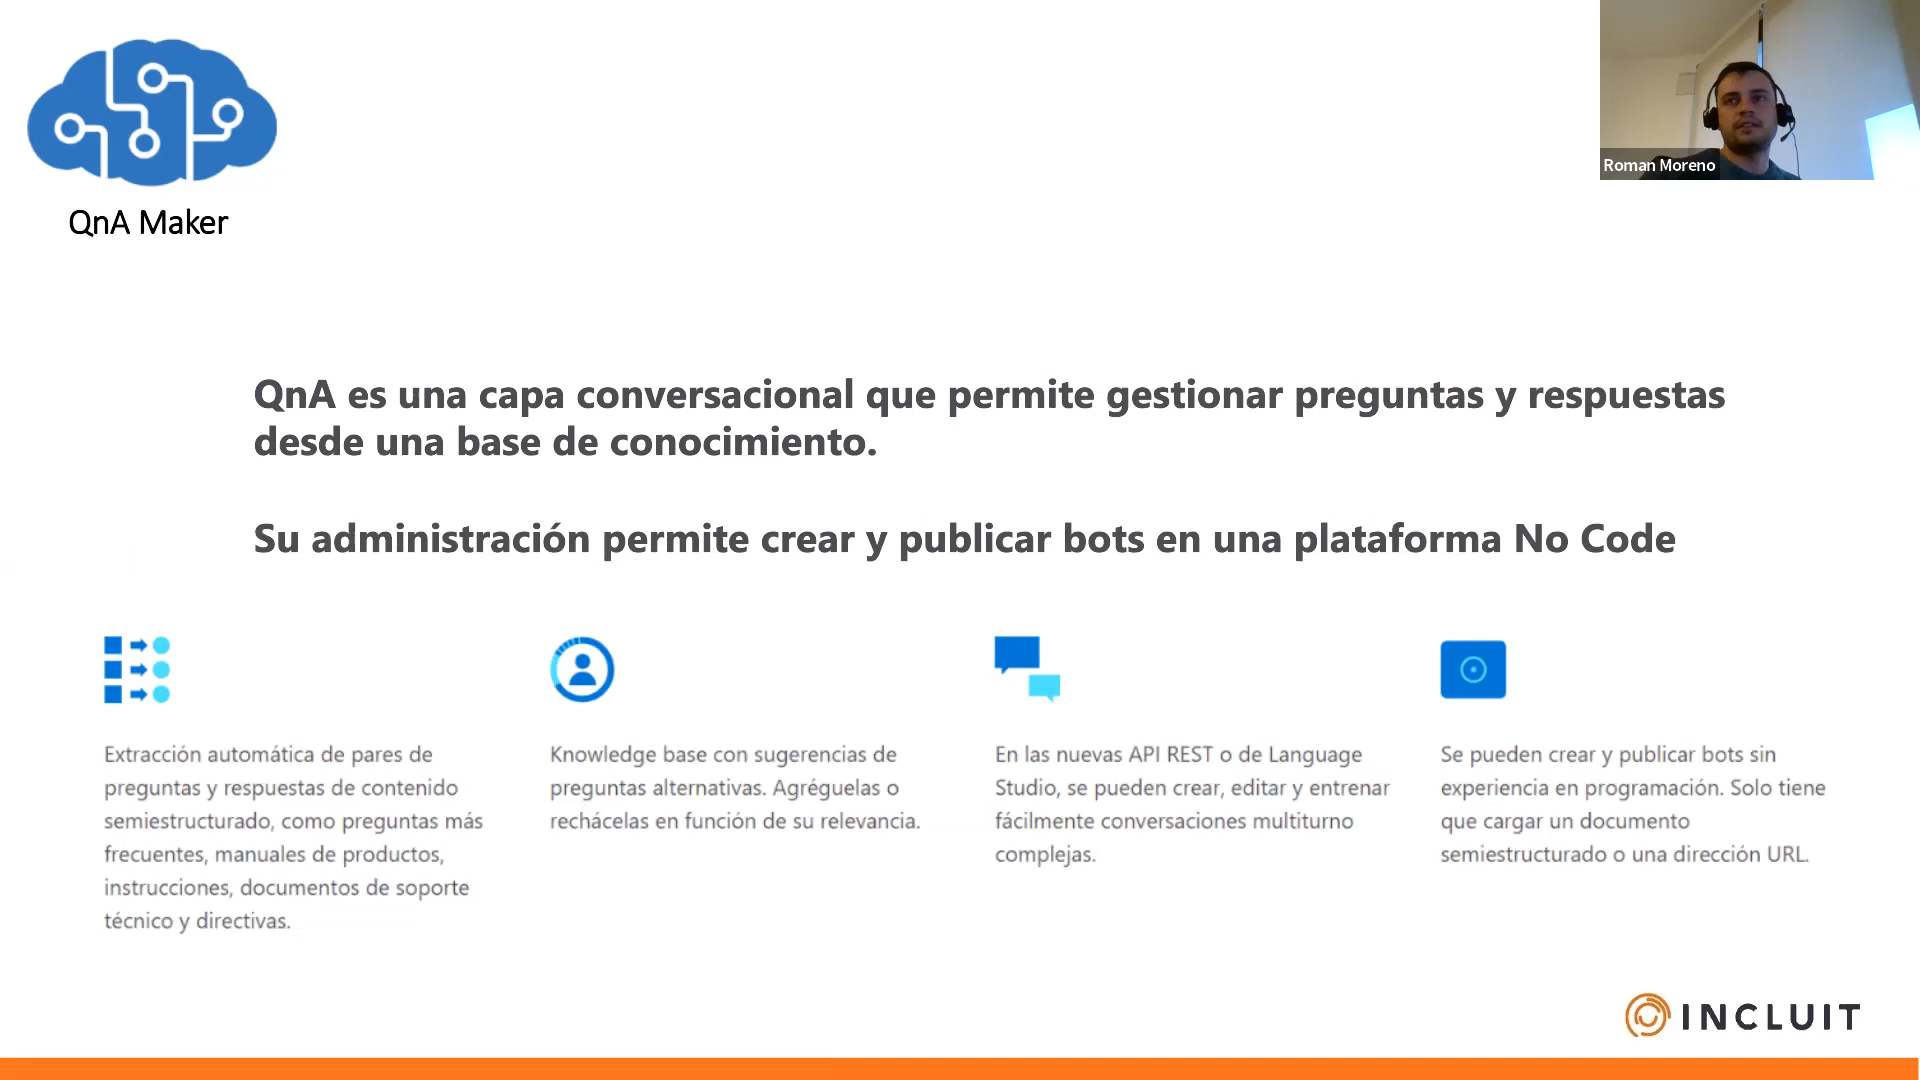 QnA Maker
Roman Moreno
QnA es una capa conversacional que permite gestionar preguntas y respuestas
desde una base de conocimiento.
Su administración permite crear y publicar bots en una plataforma No Code
Extracción automática de pares de
preguntas y respuestas de contenido
semiestructurado, como preguntas más
frecuentes, manuales de productos,
instrucciones, documentos de soporte
técnico y directivas.
Knowledge base con sugerencias de
preguntas alternativas. Agréguelas o
rechácelas en función de su relevancia.
En las nuevas API REST o de Language
Studio, se pueden crear, editar y entrenar
fácilmente conversaciones multiturno
complejas.
Se pueden crear y publicar bots sin
experiencia en programación. Solo tiene
que cargar un documento
semiestructurado o una dirección URL.
INCLUIT